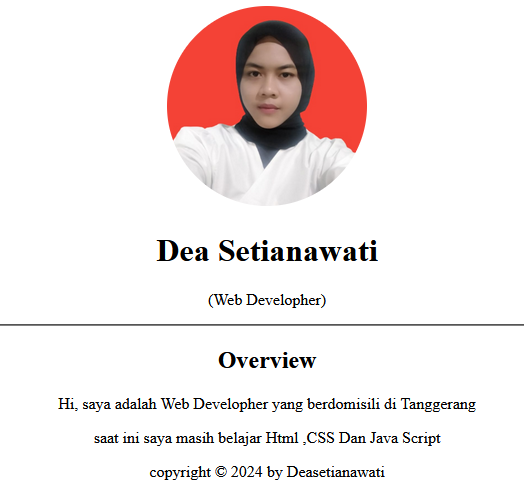 Dea Setianawati
(Web Developher)
Overview
Hi, saya adalah Web Developher yang berdomisili di Tanggerang
saat ini saya masih belajar Html ,CSS Dan Java Script
copyright © 2024 by Deasetianawati